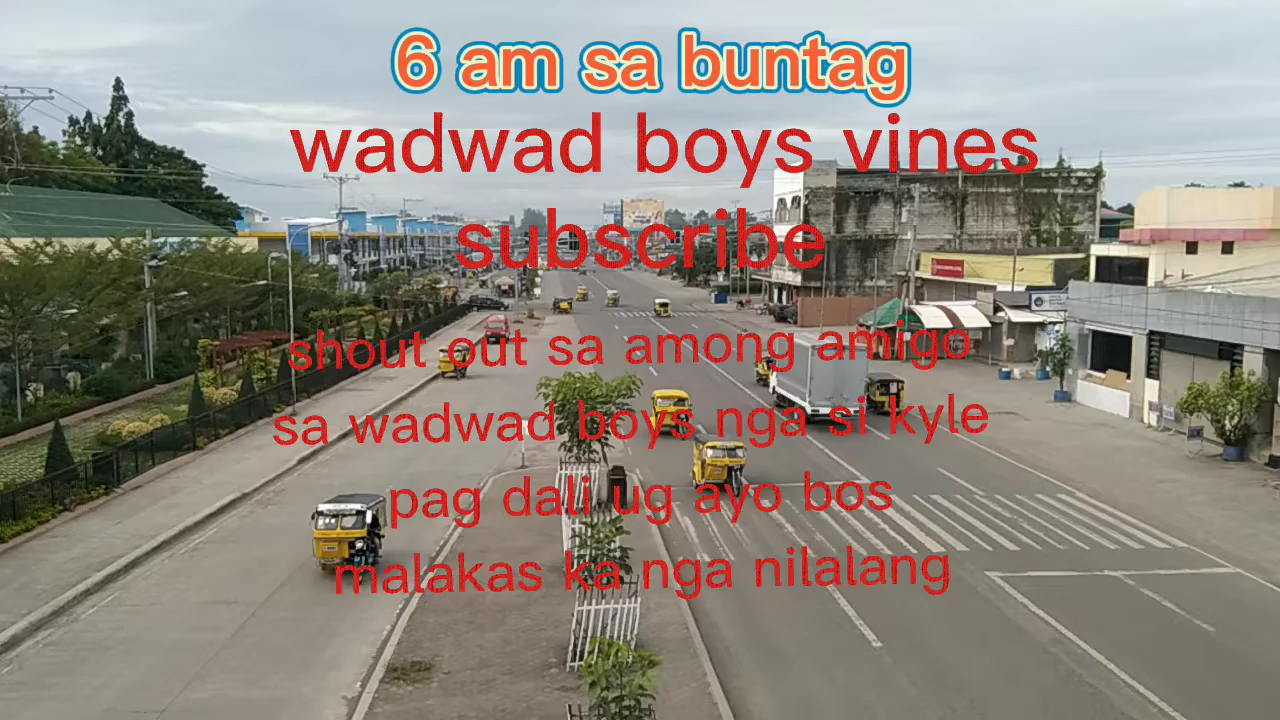 6 am sa buntag
wadwad boys vines
subscribe
shout out sa among amigo
sa wadwad boys nga si kyle
pag dali ug ayo bos
malakas ka nga nilalang